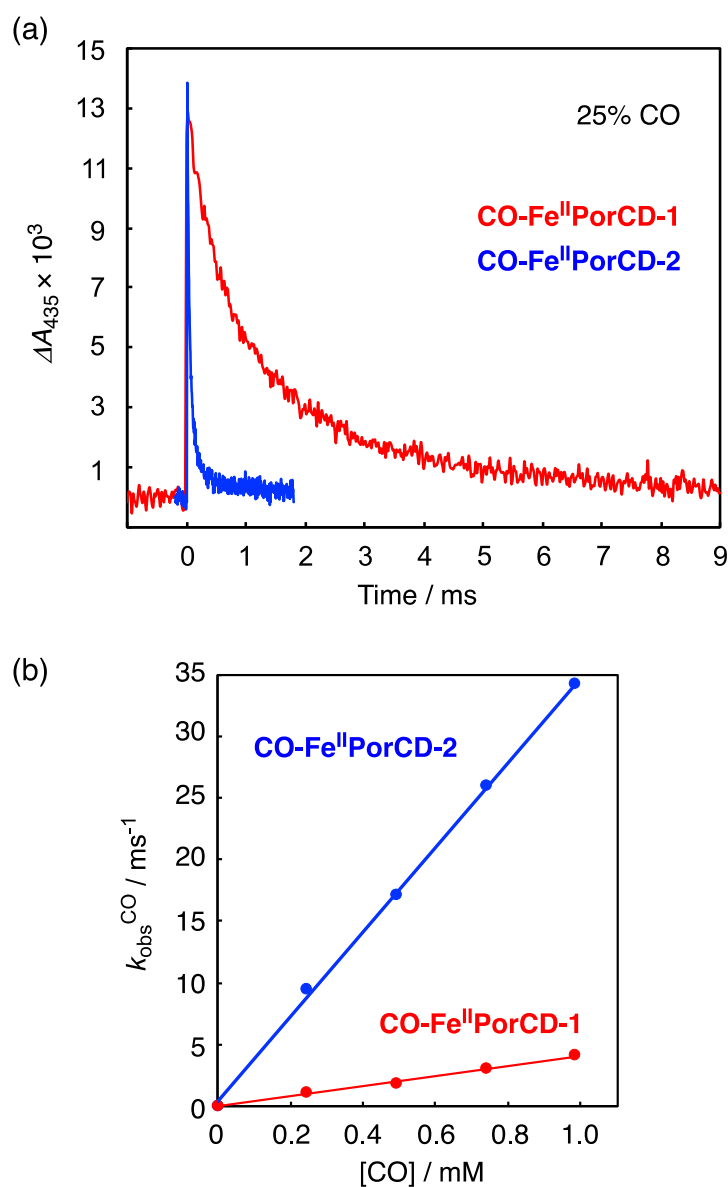 (a)
15
13
11
9
7
5
3
1
ΔA₄₃₅ × 10³
25% CO
CO-FeᴵᴵPorCD-1
CO-FeᴵᴵPorCD-2
0 1 2 3 4 5 6 7 8 9
Time / ms
(b)
35
30
25
20
15
10
5
0
k_obs^CO / ms⁻¹
CO-FeᴵᴵPorCD-2
CO-FeᴵᴵPorCD-1
0 0.2 0.4 0.6 0.8 1.0
[CO] / mM